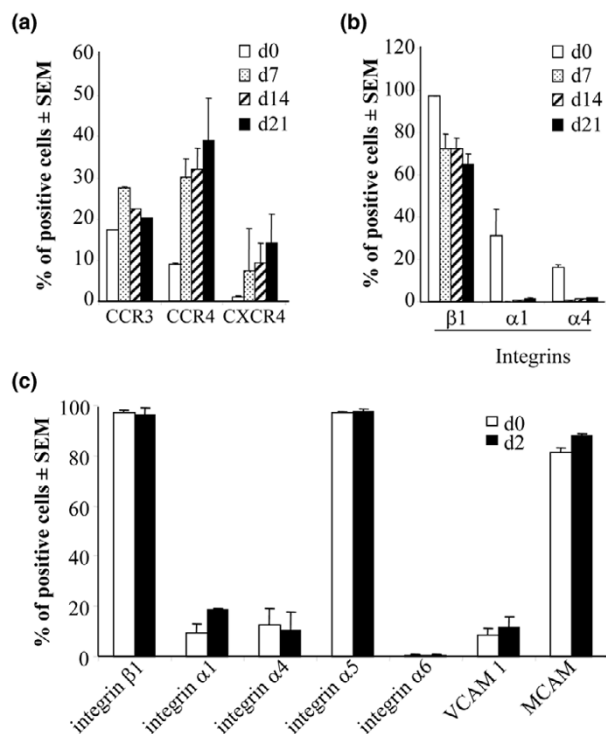 (a)
% of positive cells ± SEM
60
50
40
30
20
10
0
d0
d7
d14
d21
CCR3 CCR4 CXCR4
(b)
% of positive cells ± SEM
120
100
80
60
40
20
0
d0
d7
d14
d21
β1 α1 α4
Integrins
(c)
% of positive cells ± SEM
100
80
60
40
20
0
d0
d2
integrin β1
integrin α1
integrin α4
integrin α5
integrin α6
VCAM 1
MCAM